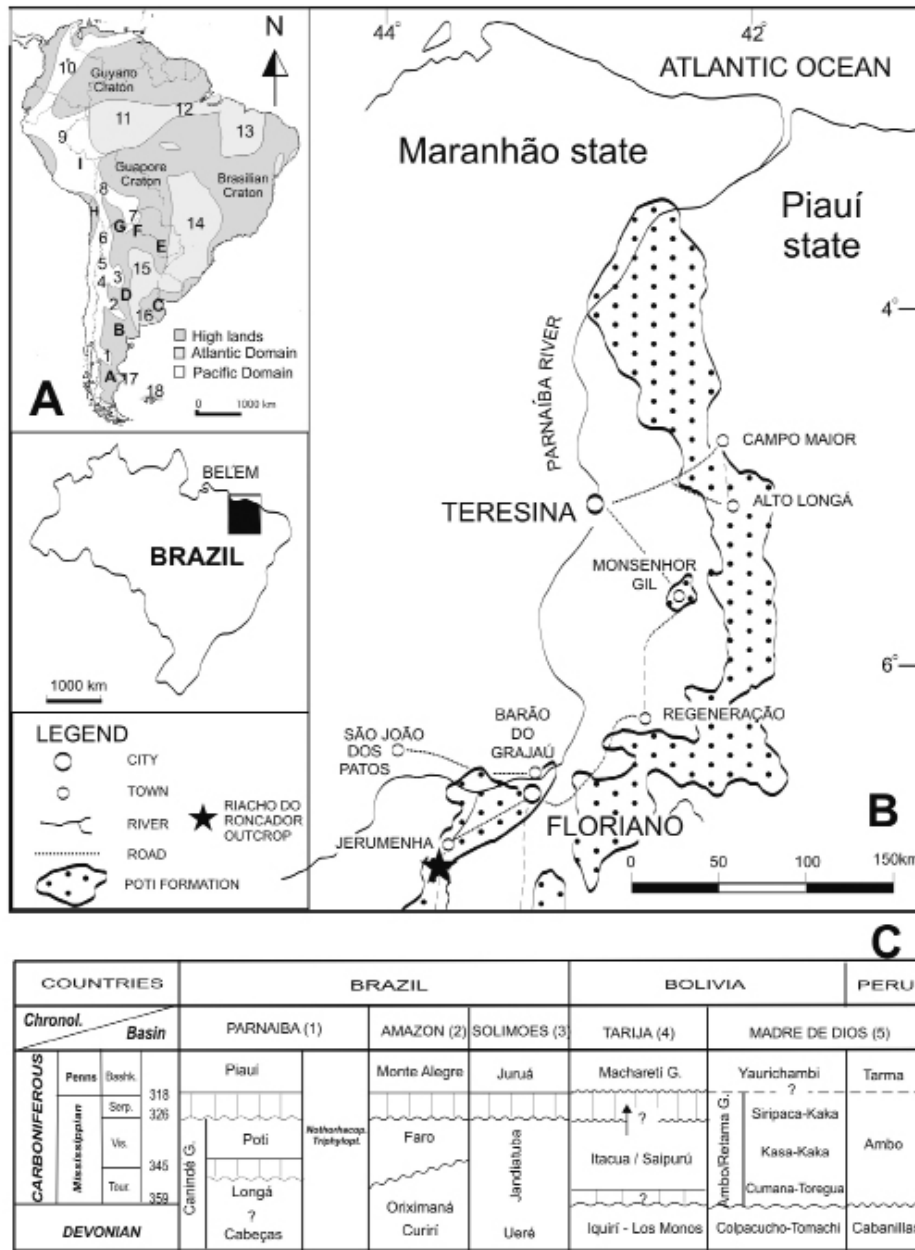 N
10
Guyano
Cratón
12
11
13
9
I
Guapore
Craton
Brasilian
Craton
8
H
7
G
F
14
6
E
5
15
4
3
D
C
2
16
B
High lands
1
Atlantic Domain
A
17
Pacific Domain
18
A
0 1000 km
BELEM
BRAZIL
1000 km
LEGEND
CITY
TOWN
RIVER
ROAD
POTI FORMATION
RIACHO DO
RONCADOR
OUTCROP
44°
42°
ATLANTIC OCEAN
Maranhão state
Piauí
state
4°
PARNAÍBA RIVER
CAMPO MAIOR
TERESINA
ALTO LONGÁ
MONSENHOR
GIL
6°
REGENERAÇÃO
BARÃO
DO
GRAJAÚ
SÃO JOÃO
DOS
PATOS
FLORIANO
B
JERUMENHA
0 50 100 150km
C
COUNTRIES BRAZIL BOLIVIA PERU
Chronol. Basin PARNAIBA (1) AMAZON (2) SOLIMOES (3) TARIJA (4) MADRE DE DIOS (5)
CARBONIFEROUS
Penns Bashk. Piauí Monte Alegre Juruá Machareti G. Yaurichambi Tarma
318 ?
Mississippian
Serp. ? Siripaca-Kaka
326
Canindé G.
Nothorhacop.
Triphylopt.
Jandiatuba
Ambo/Retama G.
Vis. Poti Faro Kasa-Kaka Ambo
Itacua / Saipurú
345
Tour. Longá Cumana-Toregua
359 ? Oriximaná ?
DEVONIAN Cabeças Curirí Ueré Iquirí - Los Monos Colpacucho-Tomachi Cabanillas